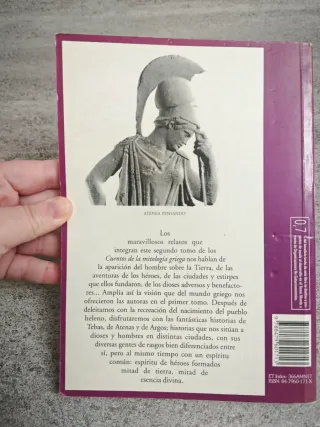 ATENEA PENSANTE
Los
maravillosos relatos que
integran este segundo tomo de los
Cuentos de la mitología griega nos hablan de
la aparición del hombre sobre la Tierra, de las
aventuras de los héroes, de las ciudades y estirpes
que ellos fundaron, de los dioses adversos y benefacto-
res... Amplía así la visión que del mundo griego nos
ofrecieron las autoras en el primer tomo. Después de
deleitarnos con la recreación del nacimiento del pueblo
heleno, disfrutaremos con las fantásticas historias de
Tebas, de Atenas y de Argos; historias que nos sitúan a
dioses y hombres en distintas ciudades, con sus
diversas gentes de rasgos bien diferenciados entre
sí, pero al mismo tiempo con un espíritu
común: espíritu de héroes formados
mitad de tierra, mitad de
esencia divina.
0,7